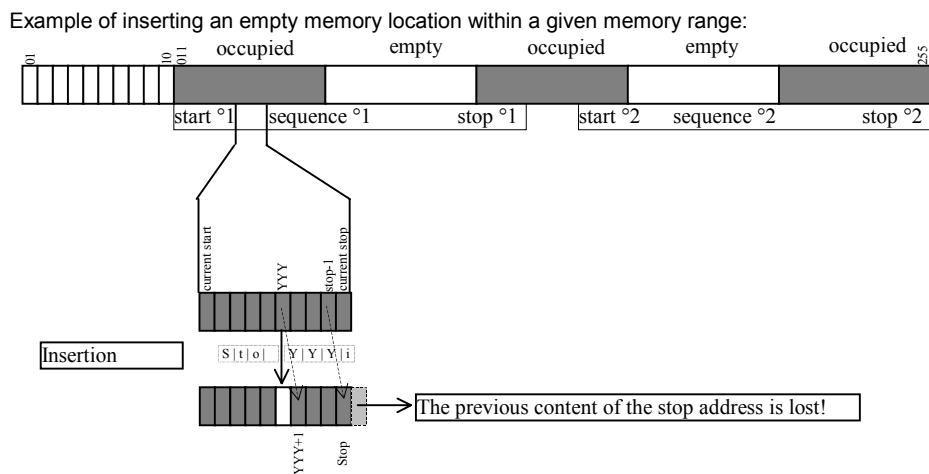 Example of inserting an empty memory location within a given memory range:
occupied empty occupied empty occupied
01 10 011 255
start °1 sequence °1 stop °1 start °2 sequence °2 stop °2
current start YYY stop-1 current stop
Insertion
S|t|o| Y|Y|Y|i
The previous content of the stop address is lost!
YYY+1 Stop